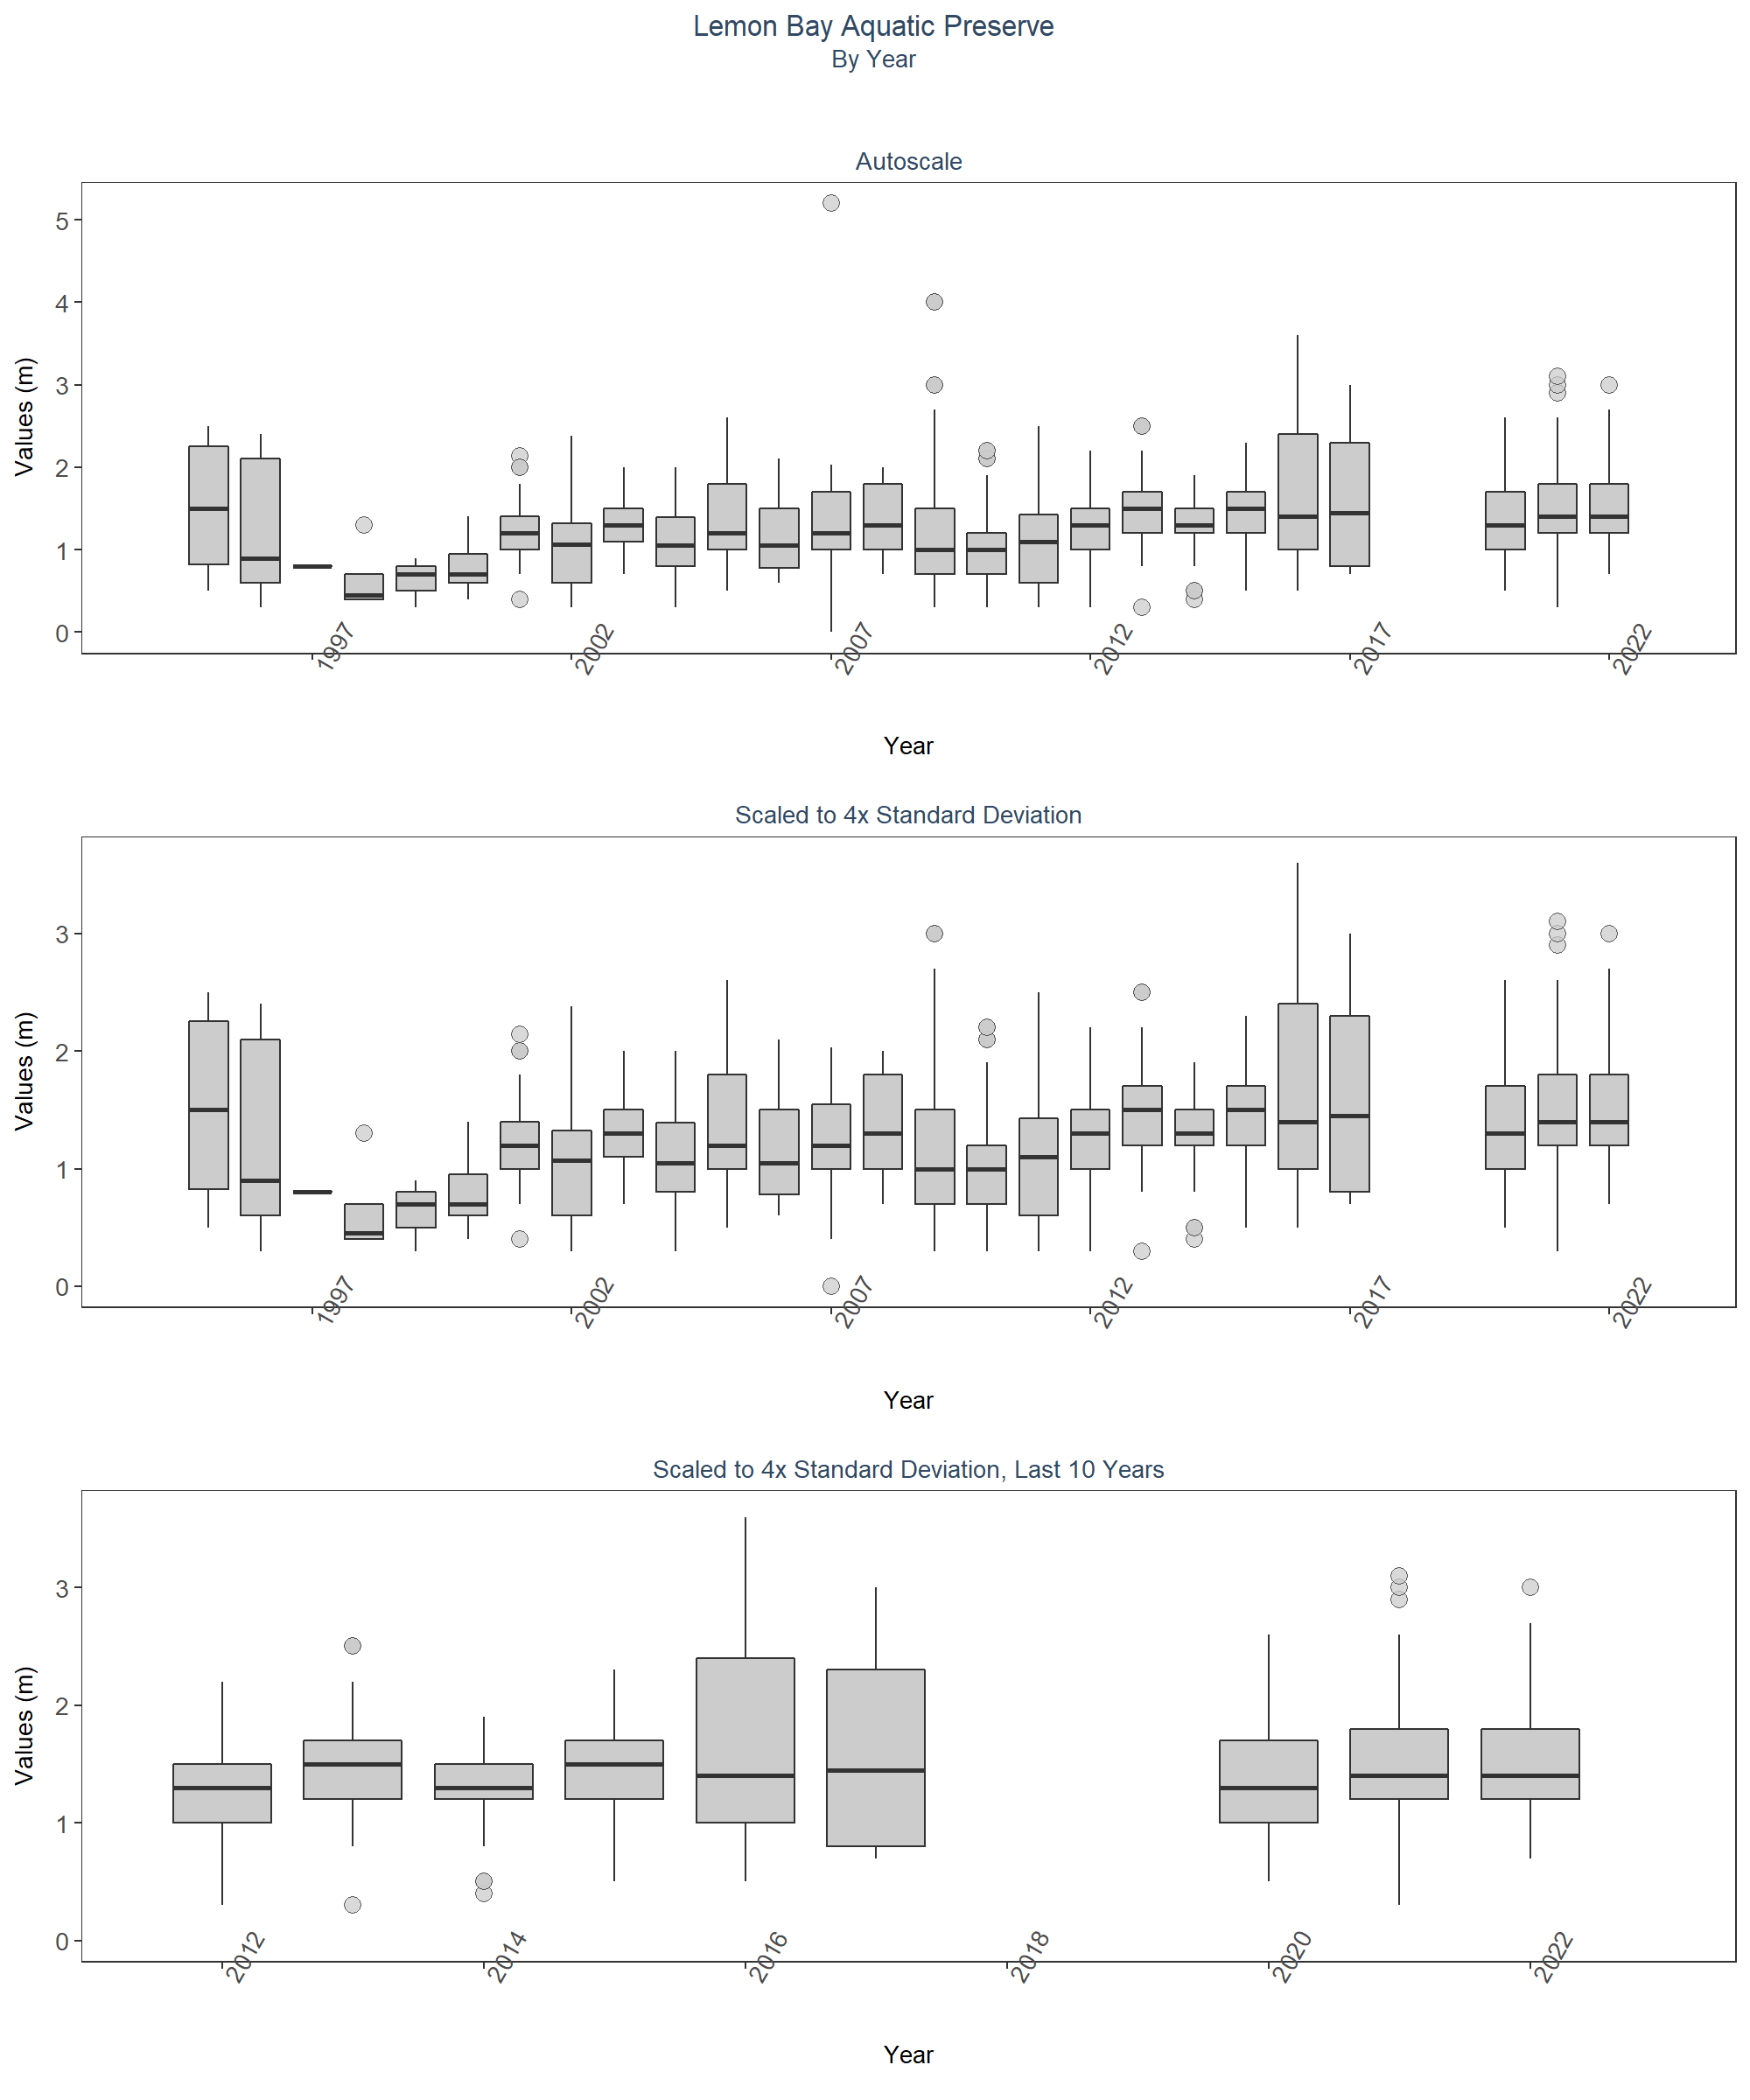 Lemon Bay Aquatic Preserve
By Year
Autoscale
Values (m)
5
4
3
2
1
0
1997 2002 2007 2012 2017 2022
Year
Scaled to 4x Standard Deviation
Values (m)
3
2
1
0
1997 2002 2007 2012 2017 2022
Year
Scaled to 4x Standard Deviation, Last 10 Years
Values (m)
3
2
1
0
2012 2014 2016 2018 2020 2022
Year